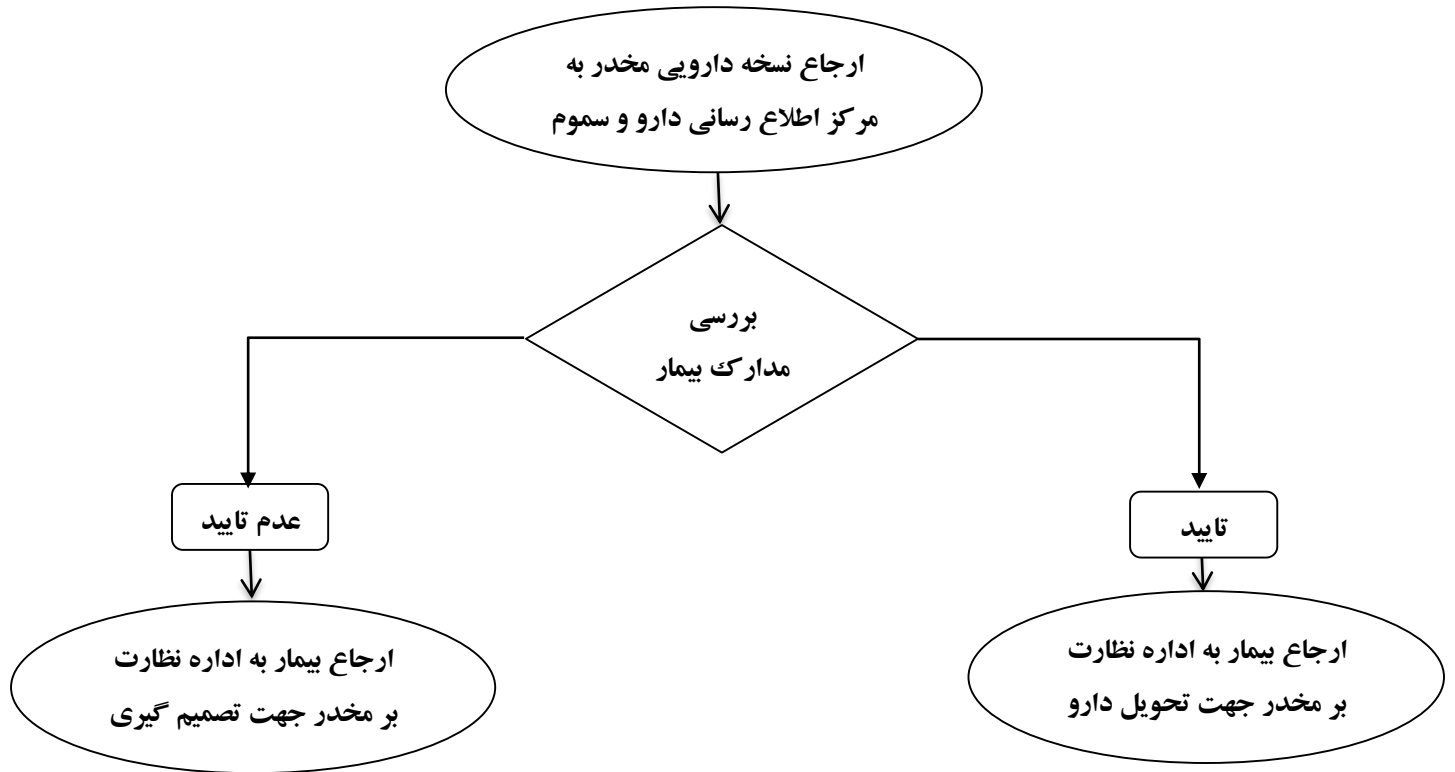 ارجاع نسخه دارویی مخدر به
مرکز اطلاع رسانی دارو و سموم
بررسی
مدارک بیمار
تایید
عدم تایید
ارجاع بیمار به اداره نظارت
بر مخدر جهت تحویل دارو
ارجاع بیمار به اداره نظارت
بر مخدر جهت تصمیم گیری